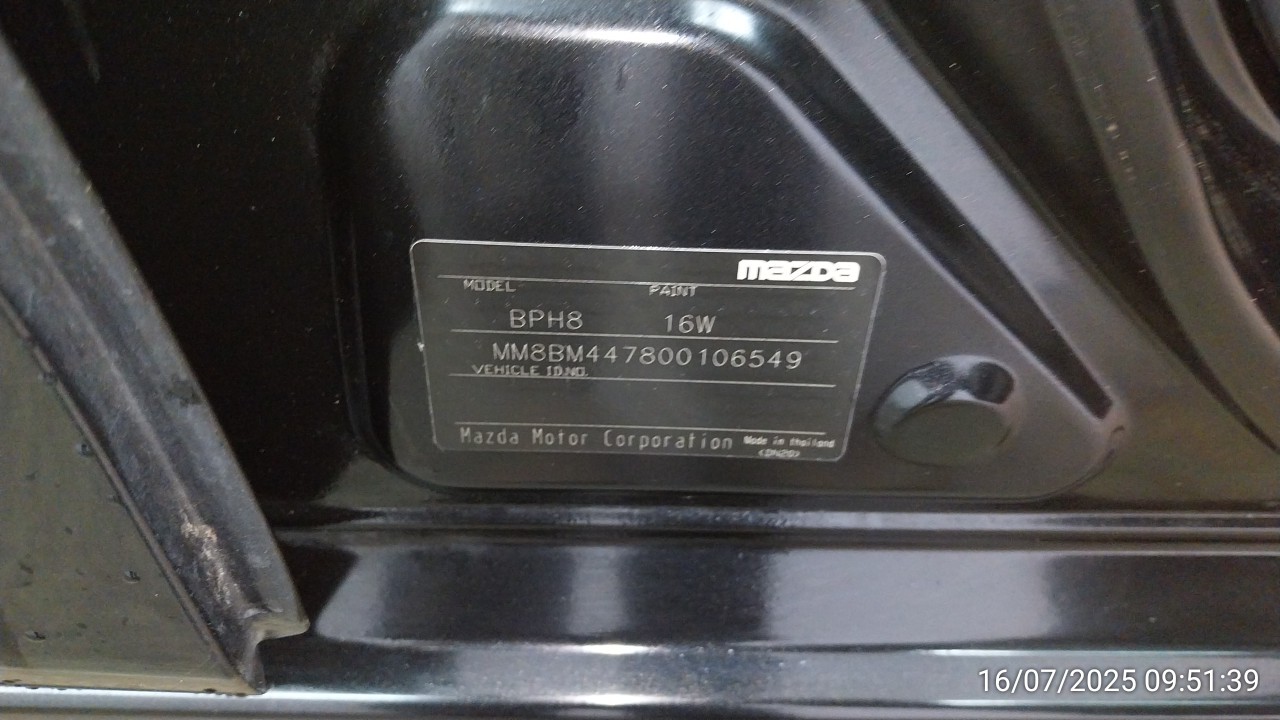 mazda
MODEL PAINT
BPH8 16W
MM8BM447800106549
VEHICLE ID.NO.
Mazda Motor Corporation Made in thailand
16/07/2025 09:51:39